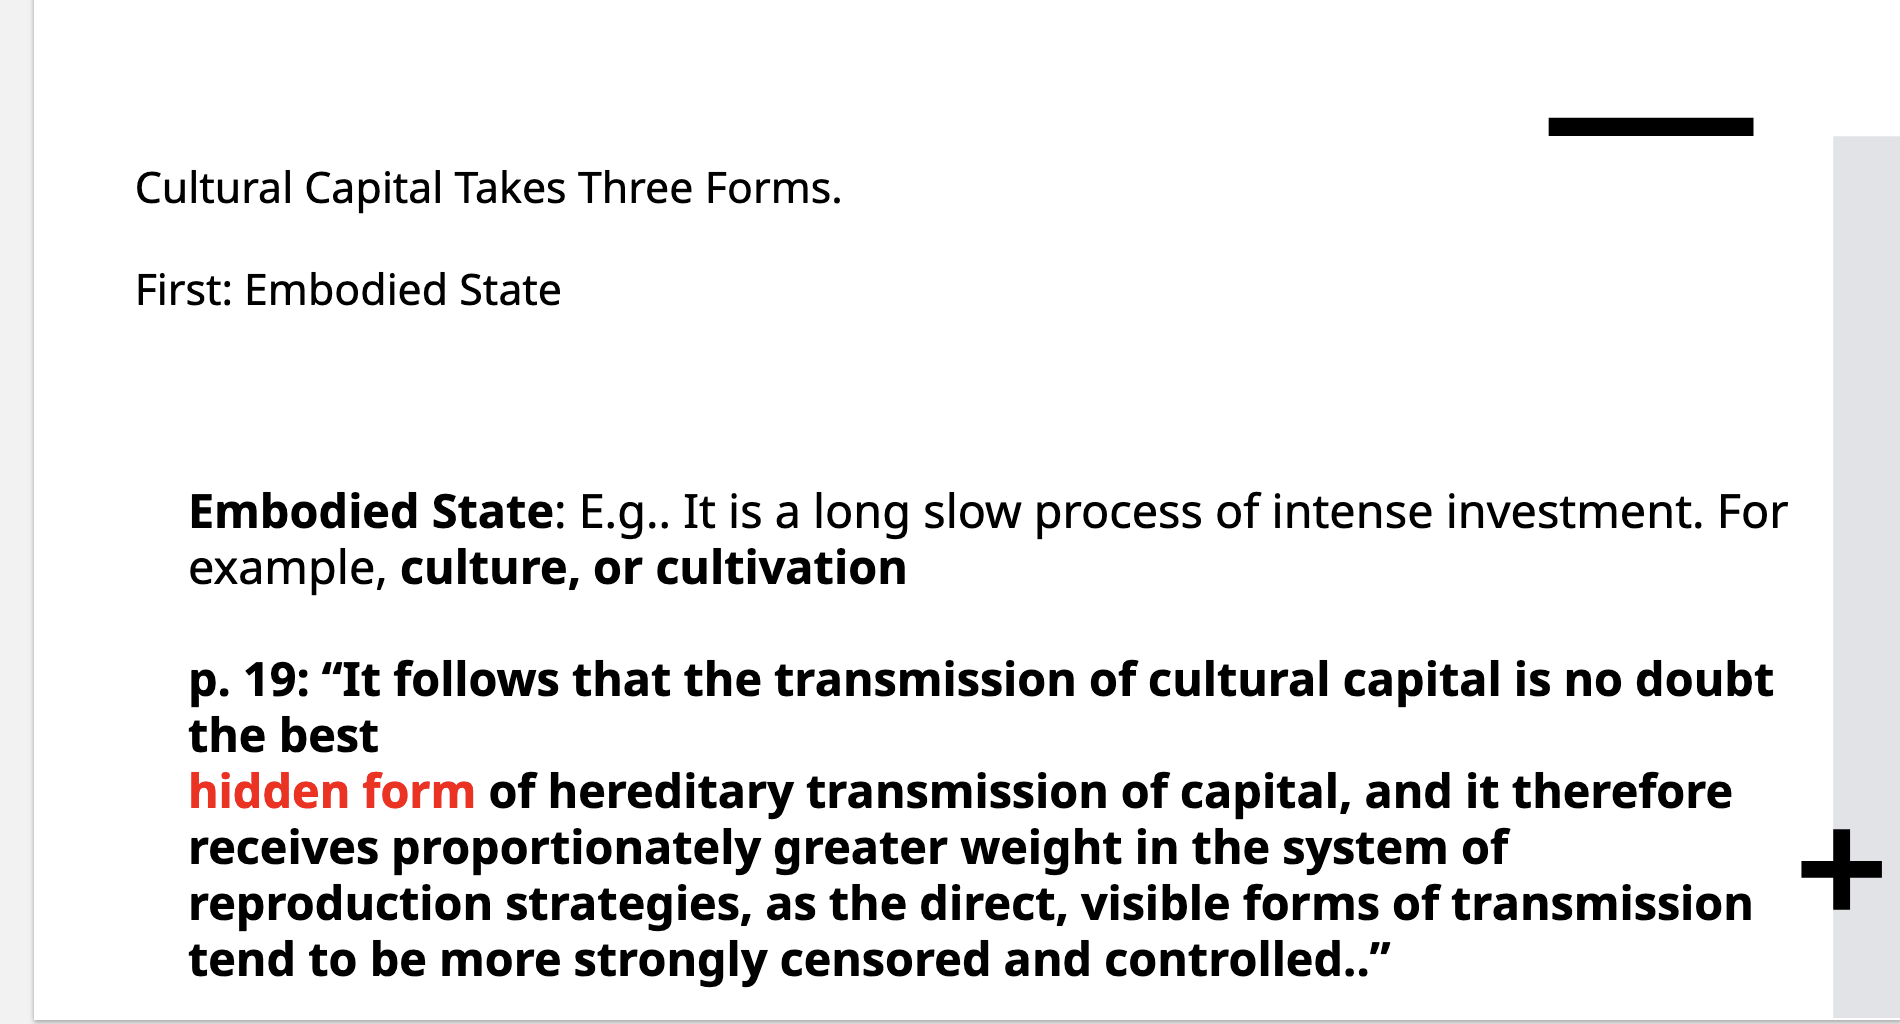 Cultural Capital Takes Three Forms.
First: Embodied State
Embodied State: E.g.. It is a long slow process of intense investment. For
example, culture, or cultivation
p. 19: “It follows that the transmission of cultural capital is no doubt
the best
hidden form of hereditary transmission of capital, and it therefore
receives proportionately greater weight in the system of
reproduction strategies, as the direct, visible forms of transmission
tend to be more strongly censored and controlled..”